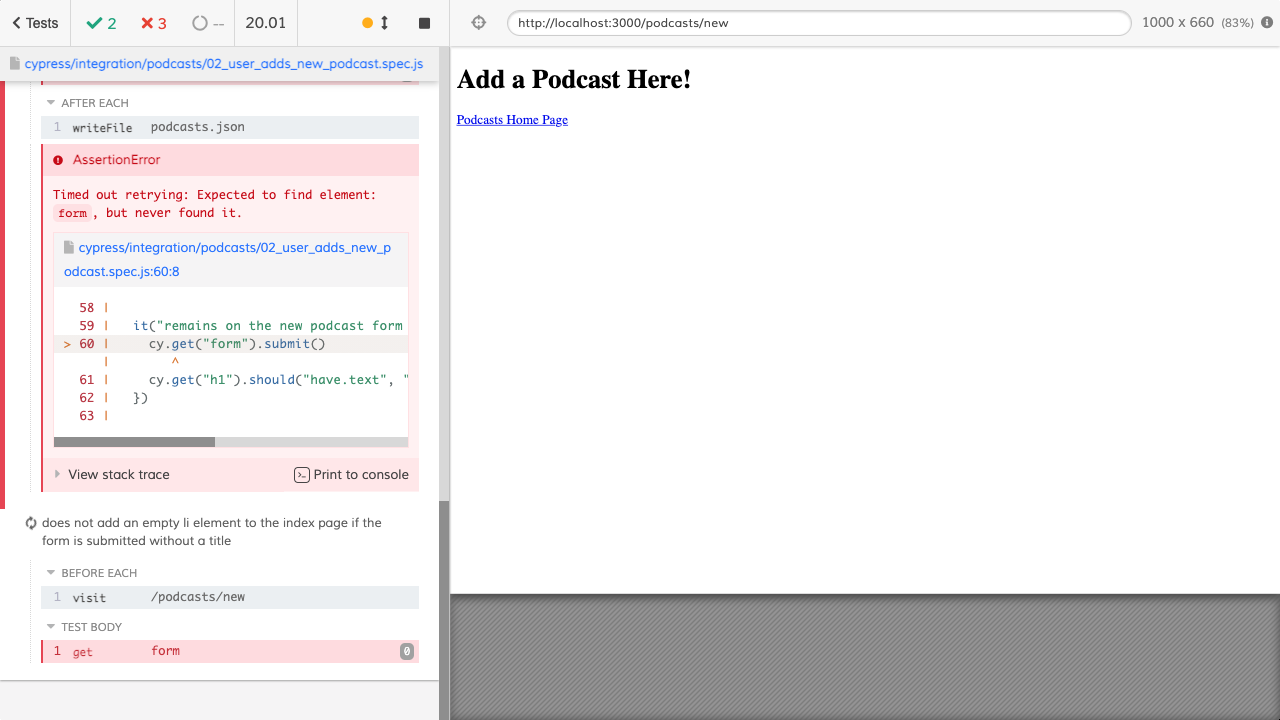 Tests 2 3 -- 20.01
http://localhost:3000/podcasts/new 1000 x 660 (83%)
cypress/integration/podcasts/02_user_adds_new_podcast.spec.js
AFTER EACH
1 writeFile podcasts.json
AssertionError
Timed out retrying: Expected to find element:
form, but never found it.
cypress/integration/podcasts/02_user_adds_new_p
odcast.spec.js:60:8
58 |
59 | it("remains on the new podcast form
> 60 | cy.get("form").submit()
| ^
61 | cy.get("h1").should("have.text", "
62 | })
63 |
View stack trace Print to console
does not add an empty li element to the index page if the
form is submitted without a title
BEFORE EACH
1 visit /podcasts/new
TEST BODY
1 get form 0
Add a Podcast Here!
Podcasts Home Page